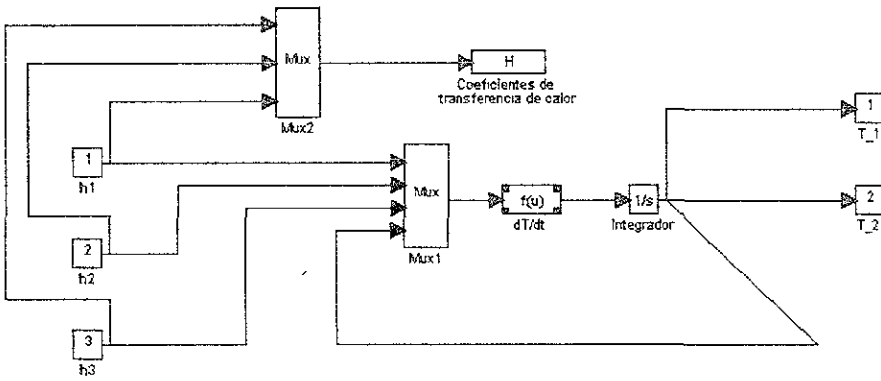 Mux
Mux2
H
Coeficientes de
transferencia de calor
1
T_1
1
h1
Mux
Mux1
f(u)
dT/dt
1/s
Integrador
2
T_2
2
h2
3
h3